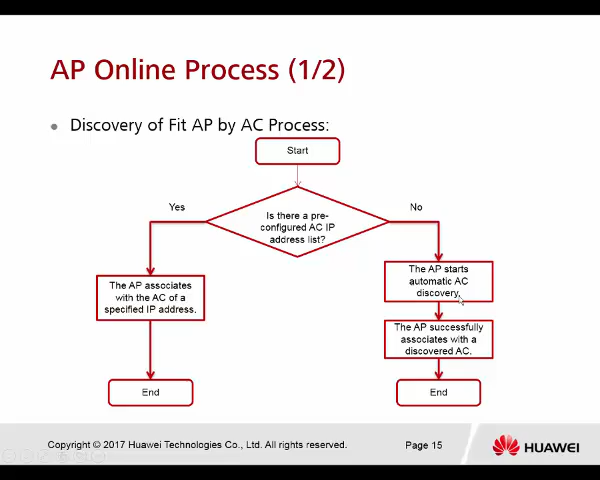 AP Online Process (1/2)
Discovery of Fit AP by AC Process:
Start
Yes
No
Is there a pre-
configured AC IP
address list?
The AP associates
with the AC of a
specified IP address.
The AP starts
automatic AC
discovery.
The AP successfully
associates with a
discovered AC.
End
End
Copyright © 2017 Huawei Technologies Co., Ltd. All rights reserved.
Page 15
HUAWEI